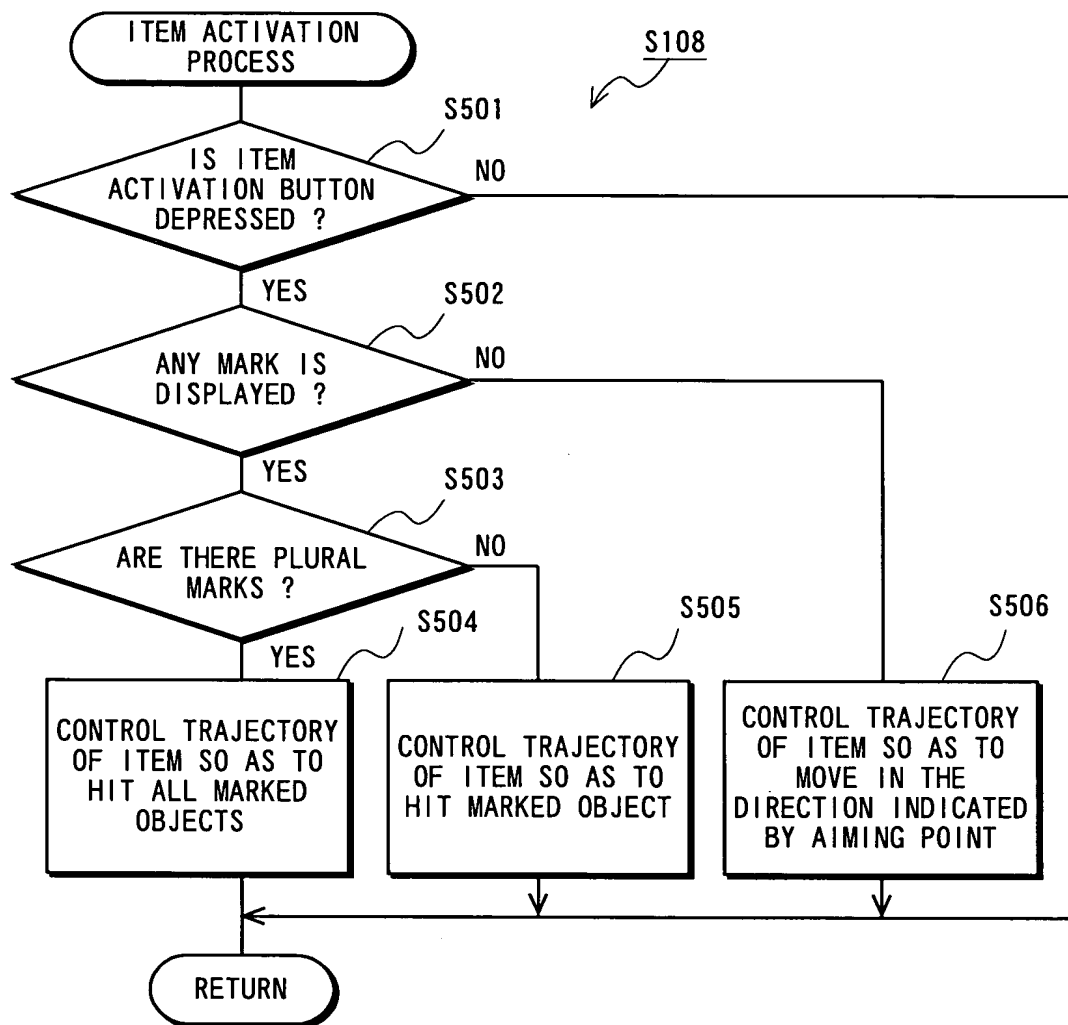 ITEM ACTIVATION
PROCESS
S108
S501
IS ITEM
ACTIVATION BUTTON
DEPRESSED ?
NO
YES
S502
ANY MARK IS
DISPLAYED ?
NO
YES
S503
ARE THERE PLURAL
MARKS ?
NO
YES
S504
CONTROL TRAJECTORY
OF ITEM SO AS TO
HIT ALL MARKED
OBJECTS
S505
CONTROL TRAJECTORY
OF ITEM SO AS TO
HIT MARKED OBJECT
S506
CONTROL TRAJECTORY
OF ITEM SO AS TO
MOVE IN THE
DIRECTION INDICATED
BY AIMING POINT
RETURN